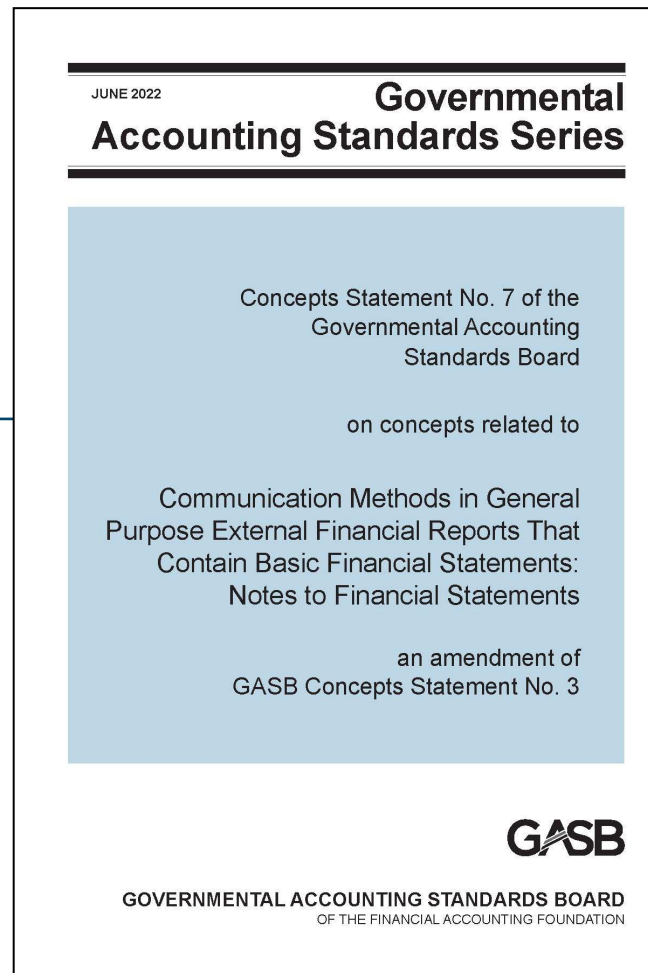 JUNE 2022
Governmental
Accounting Standards Series
Concepts Statement No. 7 of the
Governmental Accounting
Standards Board
on concepts related to
Communication Methods in General
Purpose External Financial Reports That
Contain Basic Financial Statements:
Notes to Financial Statements
an amendment of
GASB Concepts Statement No. 3
GASB
GOVERNMENTAL ACCOUNTING STANDARDS BOARD
OF THE FINANCIAL ACCOUNTING FOUNDATION